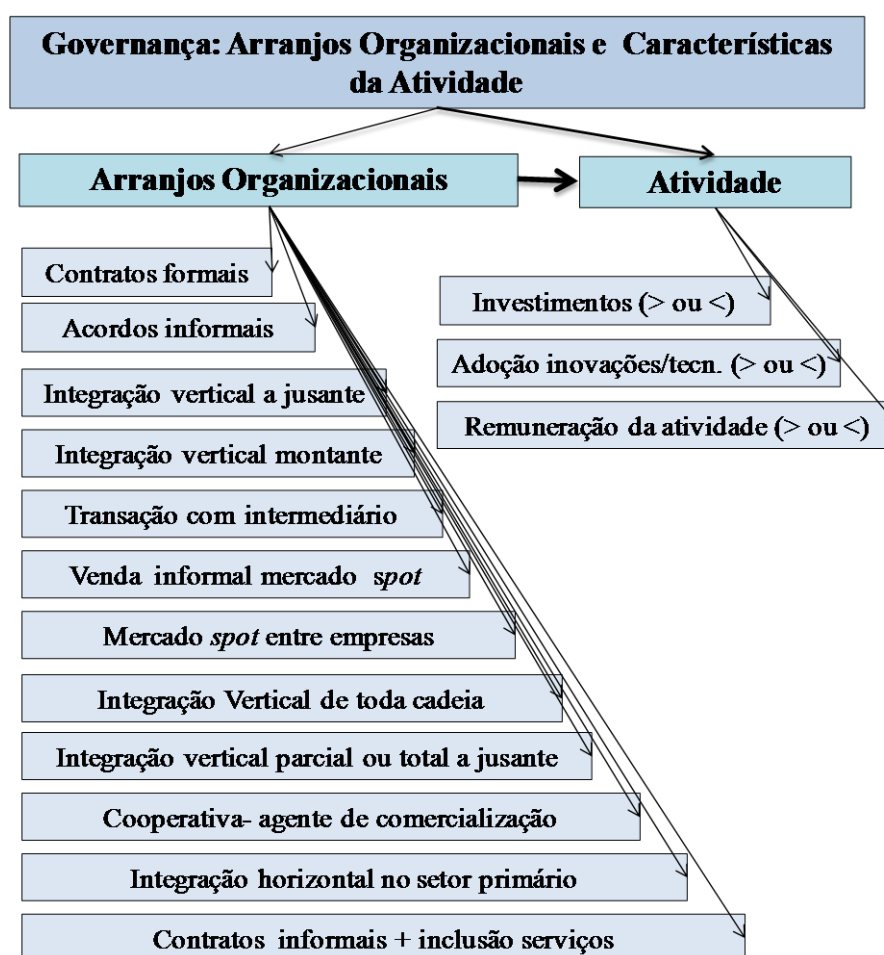 Governança: Arranjos Organizacionais e Características
da Atividade
Arranjos Organizacionais
Atividade
Contratos formais
Acordos informais
Integração vertical a jusante
Integração vertical montante
Transação com intermediário
Venda informal mercado spot
Mercado spot entre empresas
Integração Vertical de toda cadeia
Integração vertical parcial ou total a jusante
Cooperativa- agente de comercialização
Integração horizontal no setor primário
Contratos informais + inclusão serviços
Investimentos (> ou <)
Adoção inovações/tecn. (> ou <)
Remuneração da atividade (> ou <)